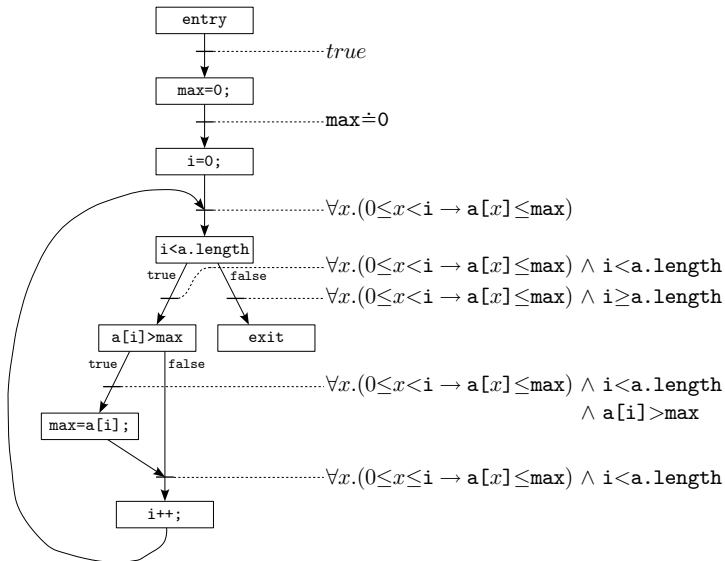 entry
true
max=0;
max≐0
i=0;
∀x.(0≤x<i → a[x]≤max)
i<a.length
∀x.(0≤x<i → a[x]≤max) ∧ i<a.length
true
false
∀x.(0≤x<i → a[x]≤max) ∧ i≥a.length
a[i]>max
exit
true
false
∀x.(0≤x<i → a[x]≤max) ∧ i<a.length
∧ a[i]>max
max=a[i];
∀x.(0≤x≤i → a[x]≤max) ∧ i<a.length
i++;